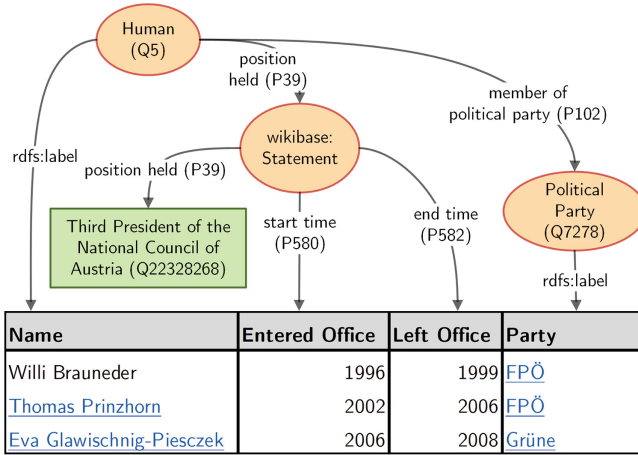 Human
(Q5)
position
held (P39)
member of
political party (P102)
rdfs:label
wikibase:
Statement
position held (P39)
Political
Party
(Q7278)
Third President of the
National Council of
Austria (Q22328268)
start time
(P580)
end time
(P582)
rdfs:label
Name Entered Office Left Office Party
Willi Brauneder 1996 1999 FPÖ
Thomas Prinzhorn 2002 2006 FPÖ
Eva Glawischnig-Piesczek 2006 2008 Grüne